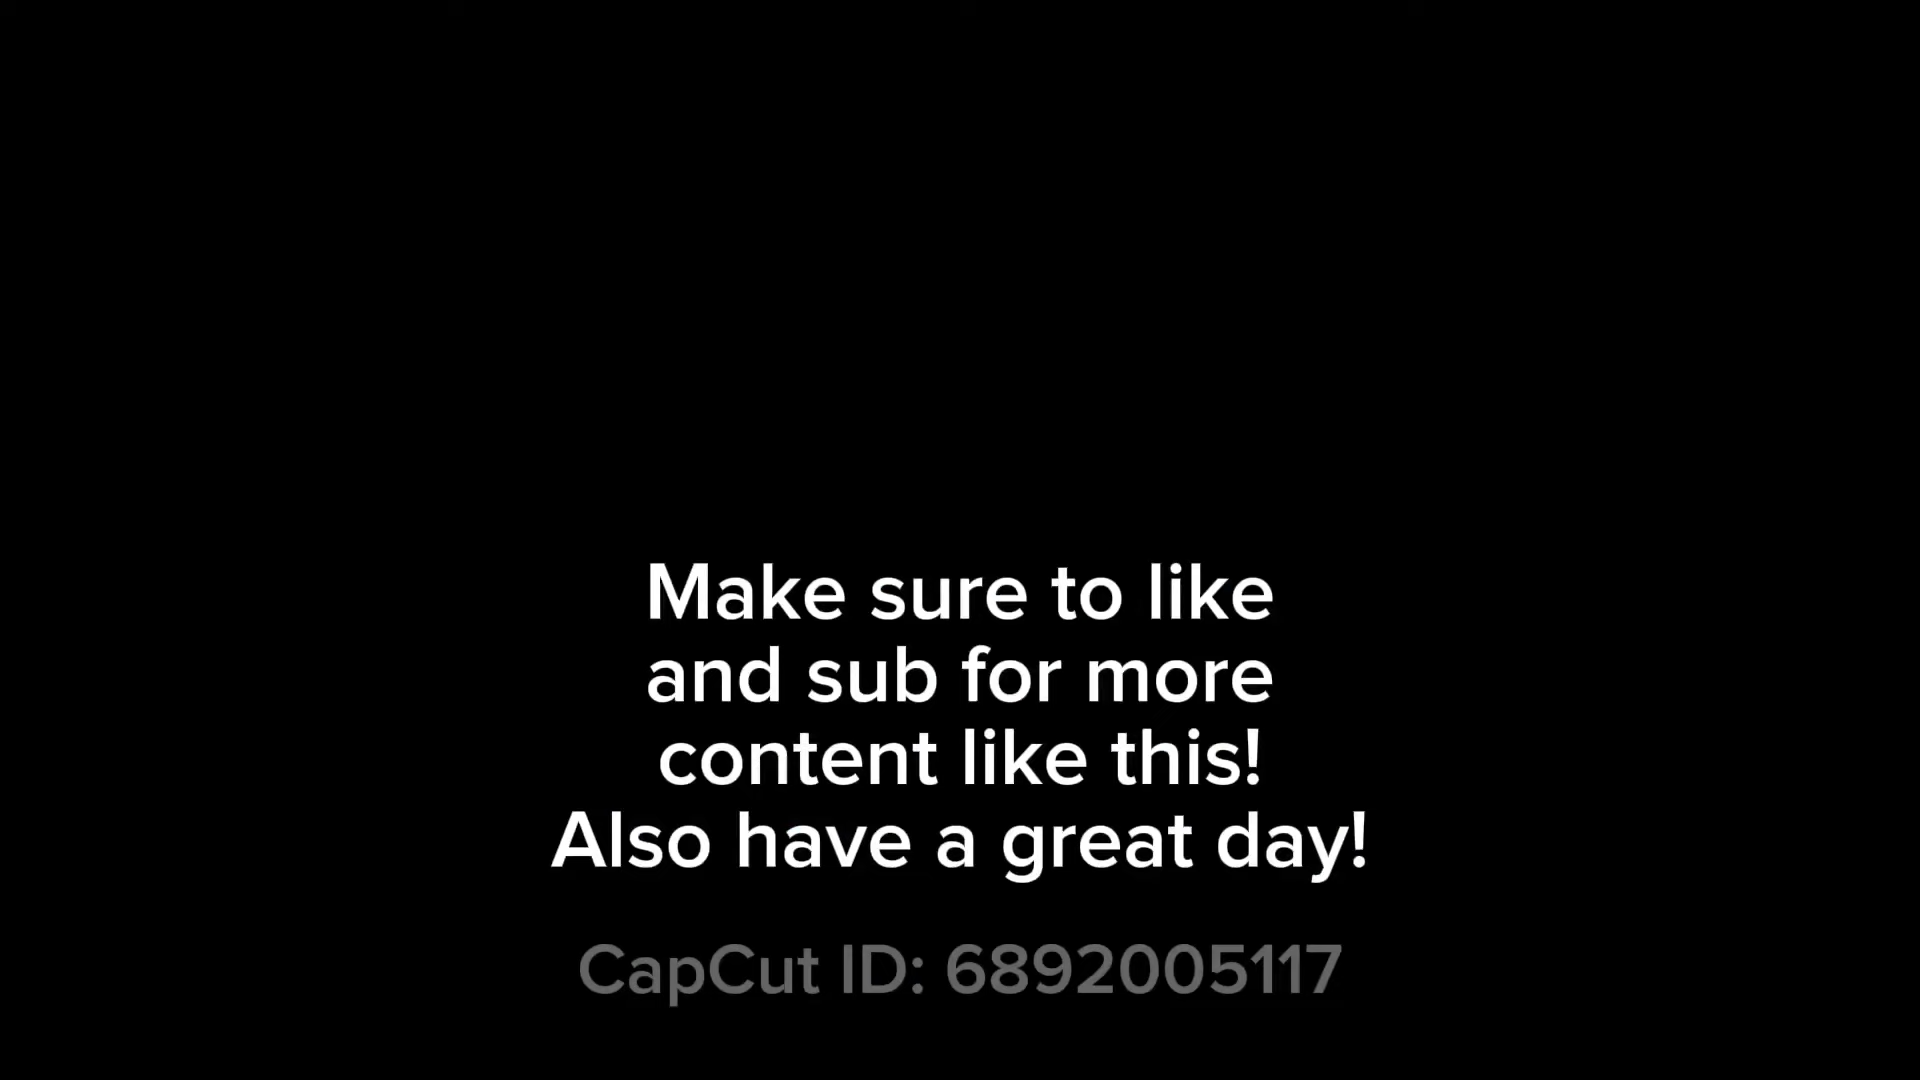 Make sure to like
and sub for more
content like this!
Also have a great day!
CapCut ID: 6892005117